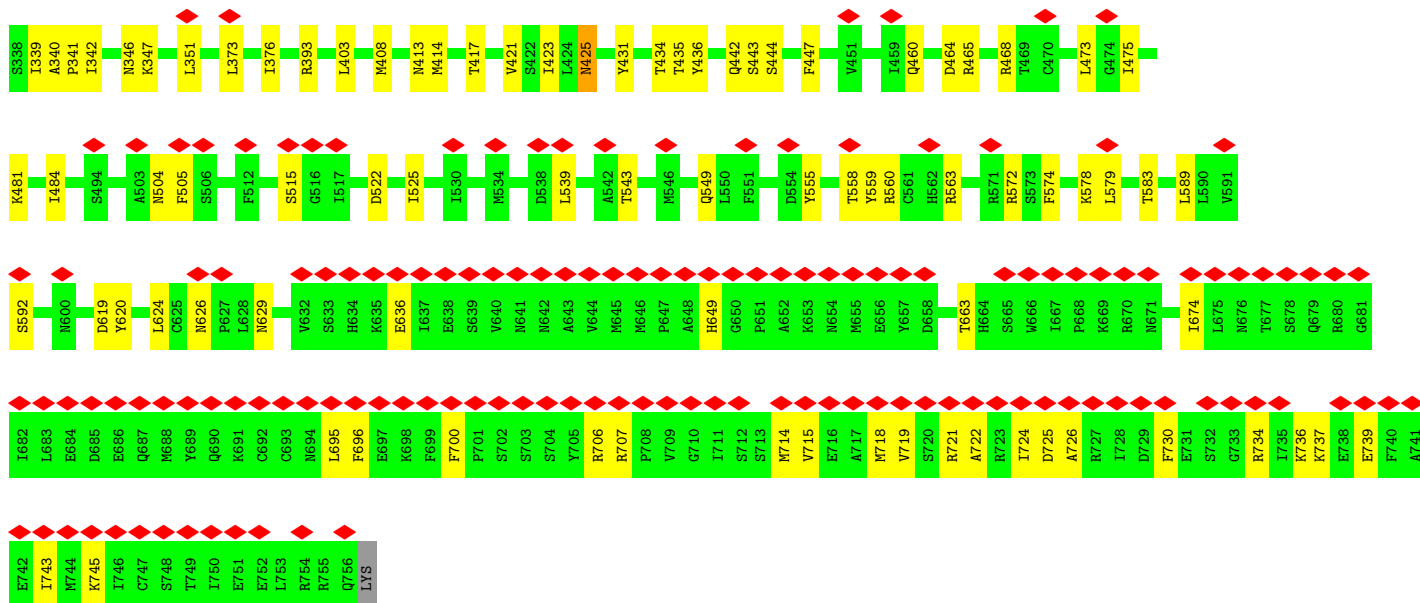 S338 I339 A340 P341 I342 N346 K347 L351 L373 I376 R393 L403 M408 N413 M414 T417 V421 S422 I423 L424 N425 Y431 T434 T435 Y436 Q442 S443 S444 F447 V451 I459 Q460 D464 R465 R468 T469 C470 L473 G474 I475
K481 I484 S494 A503 N504 F505 S506 F512 S515 G516 I517 D522 I525 I530 M534 D538 L539 A542 T543 M546 Q549 L550 F551 D554 Y555 T558 Y559 R560 C561 H562 R563 R571 R572 S573 F574 K578 L579 T583 L589 L590 V591
S592 N600 D619 Y620 L624 C625 N626 P627 L628 N629 V632 S633 H634 K635 E636 I637 E638 S639 V640 N641 N642 A643 V644 M645 M646 P647 A648 H649 G650 P651 A652 K653 N654 M655 E656 Y657 D658 T663 H664 S665 W666 I667 P668 K669 R670 N671 I674 L675 N676 T677 S678 Q679 R680 G681
I682 L683 E684 D685 E686 Q687 M688 Y689 Q690 K691 C692 C693 N694 L695 F696 E697 K698 F699 F700 P701 S702 S703 S704 Y705 R706 R707 P708 V709 G710 I711 S712 S713 M714 V715 E716 A717 M718 V719 S720 R721 A722 R723 I724 D725 A726 R727 I728 D729 F730 E731 S732 G733 R734 I735 K736 K737 E738 E739 F740 A741
E742 I743 M744 K745 I746 C747 S748 T749 I750 E751 E752 L753 R754 R755 Q756 LYS